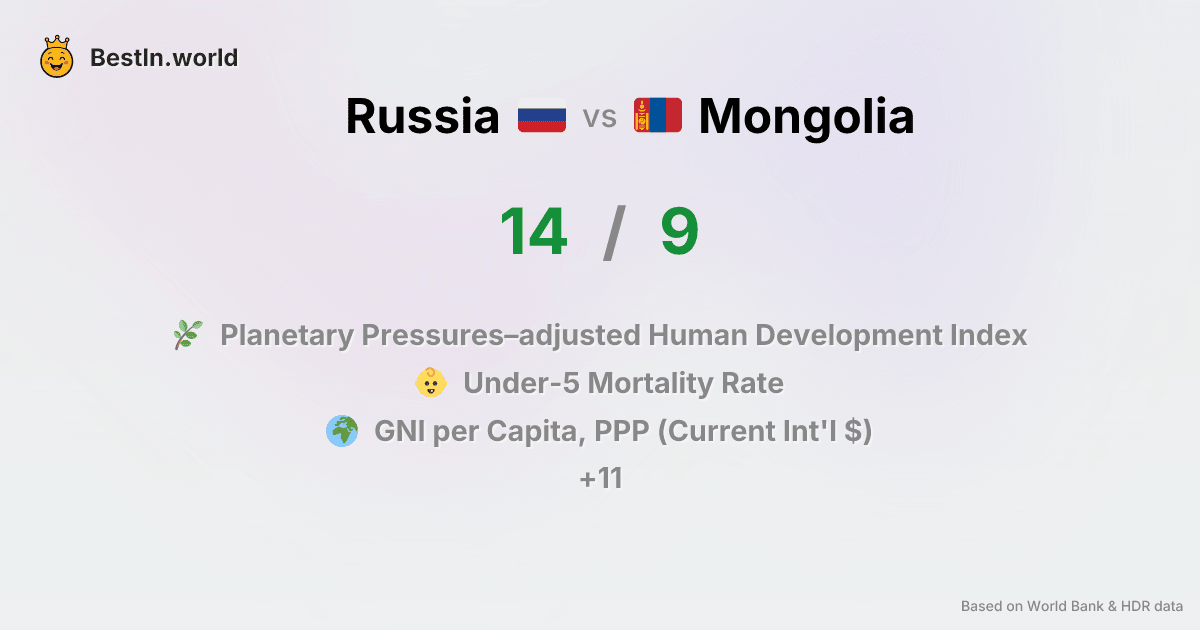 BestIn.world
Russia vs Mongolia
14 / 9
Planetary Pressures–adjusted Human Development Index
Under-5 Mortality Rate
GNI per Capita, PPP (Current Int'l $)
+11
Based on World Bank & HDR data